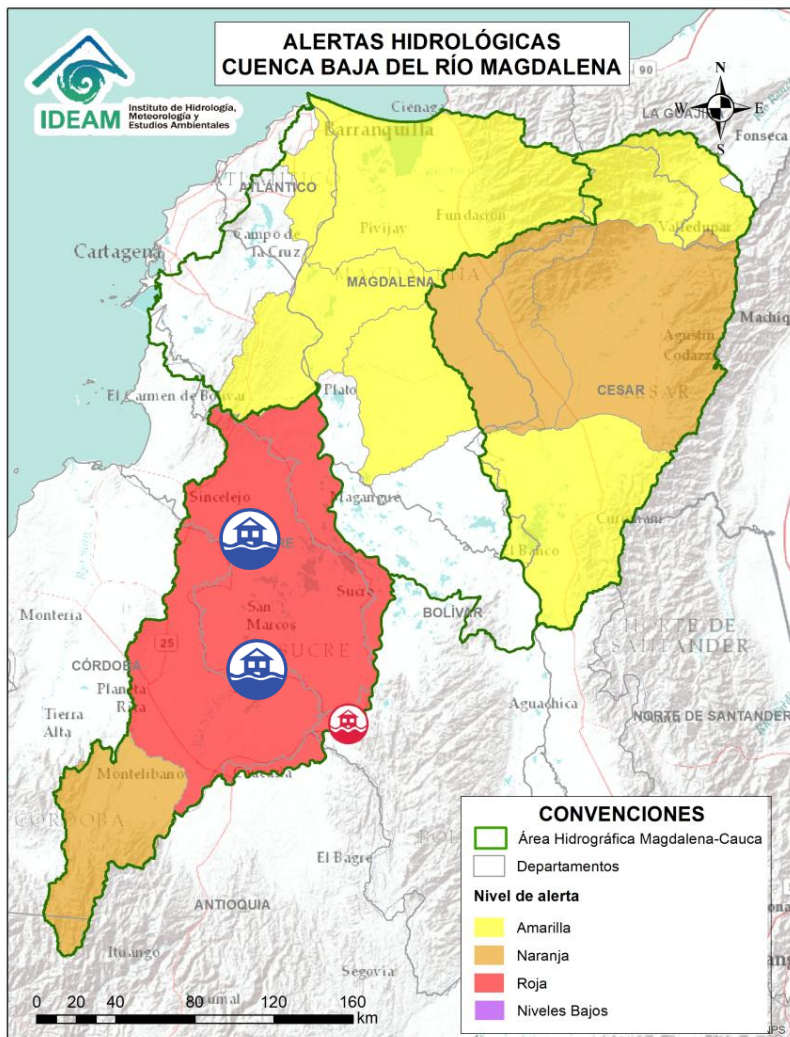 ALERTAS HIDROLÓGICAS
CUENCA BAJA DEL RÍO MAGDALENA
IDEAM
Instituto de Hidrología,
Meteorología y
Estudios Ambientales
N
W
E
S
90
Ciénaga
LA GUAJIRA
Fonseca
Barranquilla
ATLÁNTICO
Valledupar
Cartagena
Campo de
la Cruz
Pivijay
Fundación
MAGDALENA
MAGDALENA
Machiq
Agustín
Codazzi
CESAR
CESAR
El Carmen de Bolívar
Plato
Sincelejo
Magangué
Curumaní
El Banco
Sucre
San
Marcos
BOLÍVAR
SUCRE
Montería
25
CÓRDOBA
NORTE DE
SANTANDER
Planeta
Rica
Tierra
Alta
Aguachica
NORTE DE SANTANDER
Montelíbano
CÓRDOBA
El Bagre
ANTIOQUIA
Ituango
Segovia
CONVENCIONES
Área Hidrográfica Magdalena-Cauca
Departamentos
Nivel de alerta
Amarilla
Naranja
Roja
Niveles Bajos
0 20 40 80 120 160
km